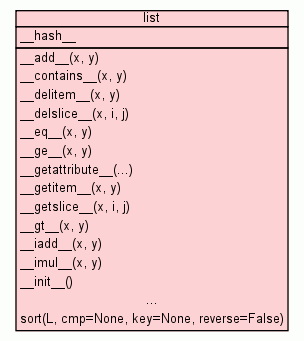 list
__hash__
__add__(x, y)
__contains__(x, y)
__delitem__(x, y)
__delslice__(x, i, j)
__eq__(x, y)
__ge__(x, y)
__getattribute__(...)
__getitem__(x, y)
__getslice__(x, i, j)
__gt__(x, y)
__iadd__(x, y)
__imul__(x, y)
__init__()
...
sort(L, cmp=None, key=None, reverse=False)